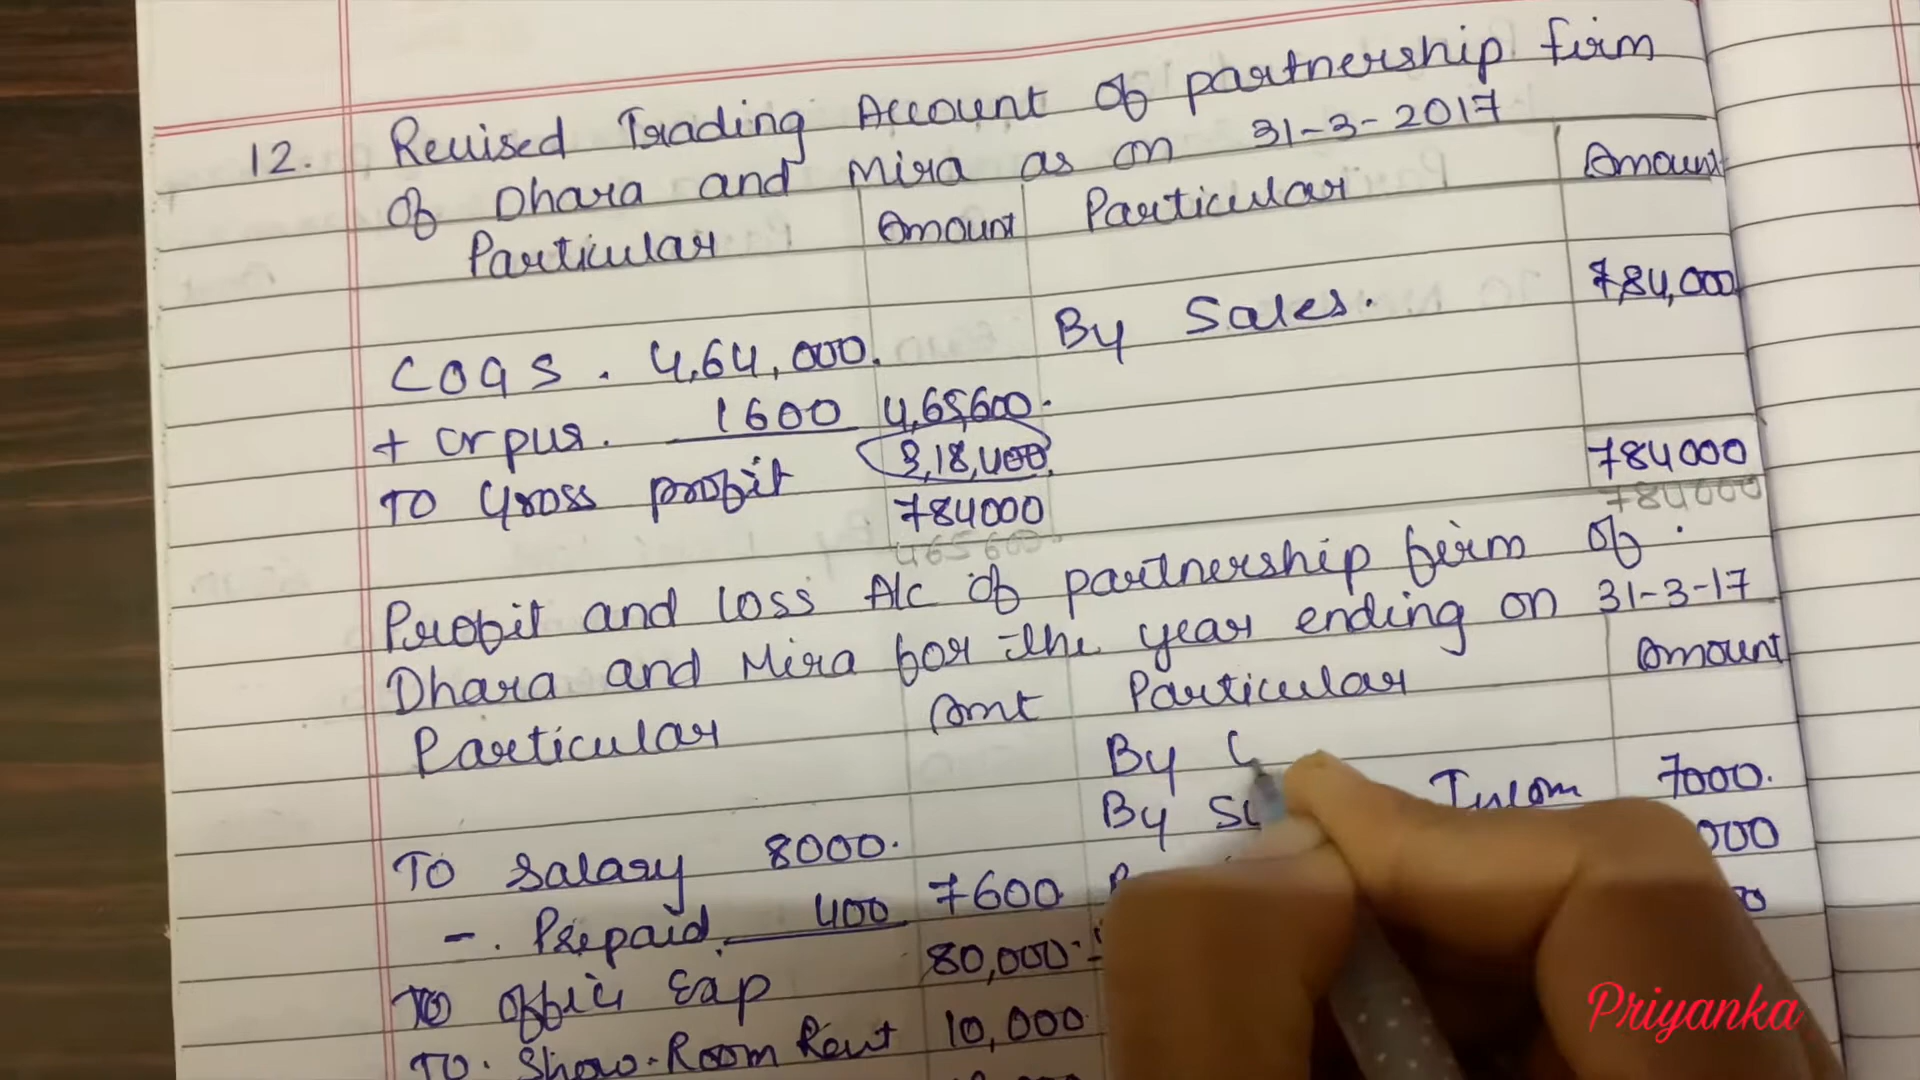 12. Revised Trading Account of partnership firm
of Dhara and Mira as on 31-3-2017
Particular Amount Particular Amount
By Sales. 784,000
COGS. 4,64,000.
+ orpur. 1600 4,65,600.
To Gross profit 3,18,400.
784000 784000
Profit and loss A/c of partnership firm of.
Dhara and Mira for the year ending on 31-3-17
Particular Amt Particular Amount
By
By Incom 7000.
To Salary 8000. 000
-. Prepaid. 400 7600
To Office Exp 80,000
To. Show-Room Rent 10,000
Priyanka